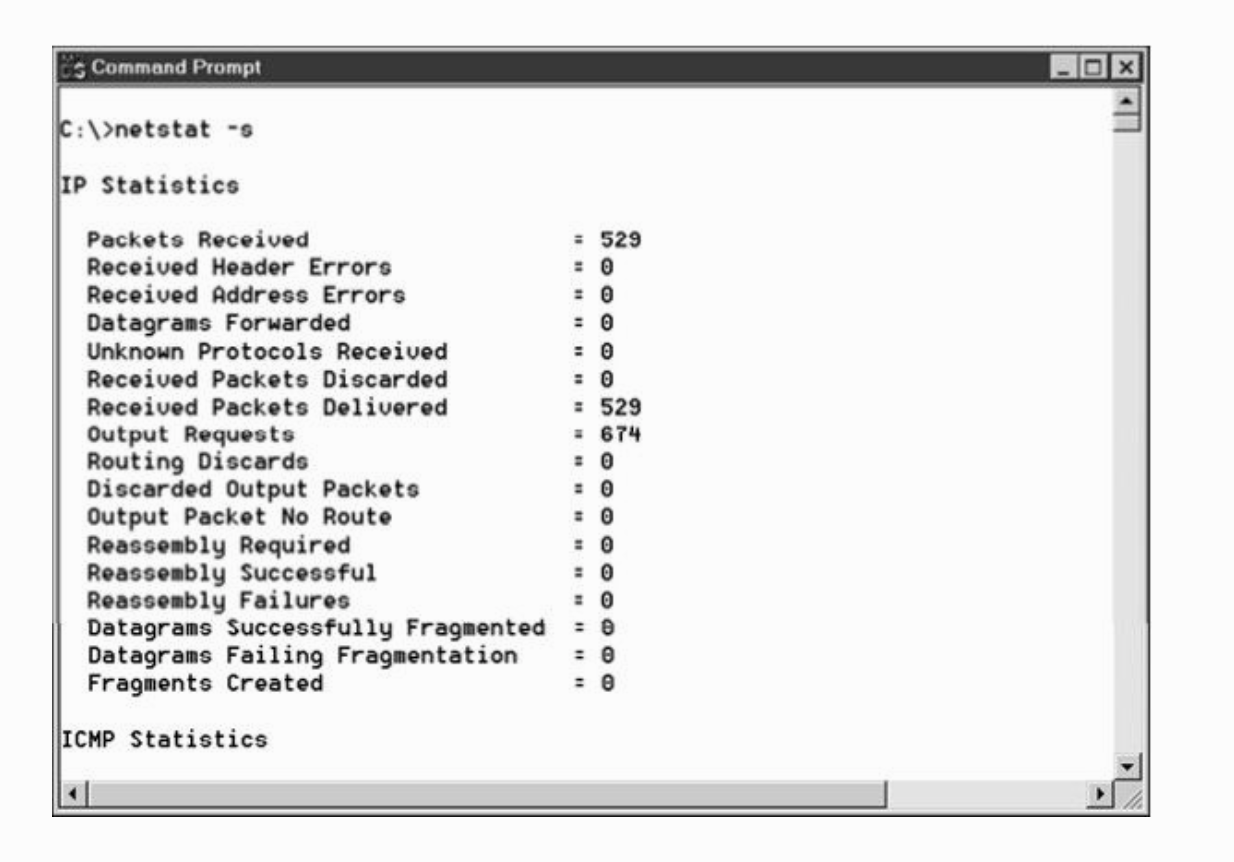 Command Prompt
C:\>netstat -s
IP Statistics
Packets Received = 529
Received Header Errors = 0
Received Address Errors = 0
Datagrams Forwarded = 0
Unknown Protocols Received = 0
Received Packets Discarded = 0
Received Packets Delivered = 529
Output Requests = 674
Routing Discards = 0
Discarded Output Packets = 0
Output Packet No Route = 0
Reassembly Required = 0
Reassembly Successful = 0
Reassembly Failures = 0
Datagrams Successfully Fragmented = 0
Datagrams Failing Fragmentation = 0
Fragments Created = 0
ICMP Statistics